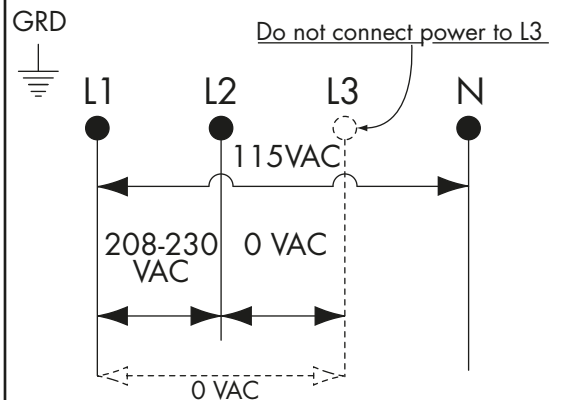 GRD
Do not connect power to L3
L1 L2 L3 N
115VAC
208-230 0 VAC
VAC
0 VAC